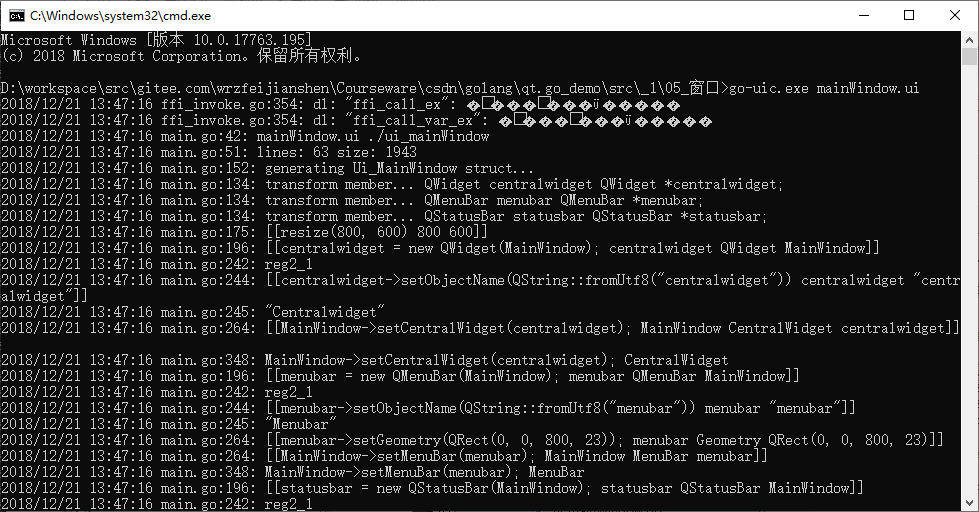 C:\Windows\system32\cmd.exe
Microsoft Windows [版本 10.0.17763.195]
(c) 2018 Microsoft Corporation。保留所有权利。
D:\workspace\src\gitee.com\wrzfeijianshen\Courseware\csdn\golang\qt.go_demo\src\_1\05_窗口>go-uic.exe mainWindow.ui
2018/12/21 13:47:16 ffi_invoke.go:354: dl: "ffi_call_ex":
2018/12/21 13:47:16 ffi_invoke.go:354: dl: "ffi_call_var_ex":
2018/12/21 13:47:16 main.go:42: mainWindow.ui ./ui_mainWindow
2018/12/21 13:47:16 main.go:51: lines: 63 size: 1943
2018/12/21 13:47:16 main.go:152: generating Ui_MainWindow struct...
2018/12/21 13:47:16 main.go:134: transform member... QWidget centralwidget QWidget *centralwidget;
2018/12/21 13:47:16 main.go:134: transform member... QMenuBar menubar QMenuBar *menubar;
2018/12/21 13:47:16 main.go:134: transform member... QStatusBar statusbar QStatusBar *statusbar;
2018/12/21 13:47:16 main.go:175: [[resize(800, 600) 800 600]]
2018/12/21 13:47:16 main.go:196: [[centralwidget = new QWidget(MainWindow); centralwidget QWidget MainWindow]]
2018/12/21 13:47:16 main.go:242: reg2_1
2018/12/21 13:47:16 main.go:244: [[centralwidget->setObjectName(QString::fromUtf8("centralwidget")) centralwidget "centr
alwidget"]]
2018/12/21 13:47:16 main.go:245: "Centralwidget"
2018/12/21 13:47:16 main.go:264: [[MainWindow->setCentralWidget(centralwidget); MainWindow CentralWidget centralwidget]]
2018/12/21 13:47:16 main.go:348: MainWindow->setCentralWidget(centralwidget); CentralWidget
2018/12/21 13:47:16 main.go:196: [[menubar = new QMenuBar(MainWindow); menubar QMenuBar MainWindow]]
2018/12/21 13:47:16 main.go:242: reg2_1
2018/12/21 13:47:16 main.go:244: [[menubar->setObjectName(QString::fromUtf8("menubar")) menubar "menubar"]]
2018/12/21 13:47:16 main.go:245: "Menubar"
2018/12/21 13:47:16 main.go:264: [[menubar->setGeometry(QRect(0, 0, 800, 23)); menubar Geometry QRect(0, 0, 800, 23)]]
2018/12/21 13:47:16 main.go:264: [[MainWindow->setMenuBar(menubar); MainWindow MenuBar menubar]]
2018/12/21 13:47:16 main.go:348: MainWindow->setMenuBar(menubar); MenuBar
2018/12/21 13:47:16 main.go:196: [[statusbar = new QStatusBar(MainWindow); statusbar QStatusBar MainWindow]]
2018/12/21 13:47:16 main.go:242: reg2_1